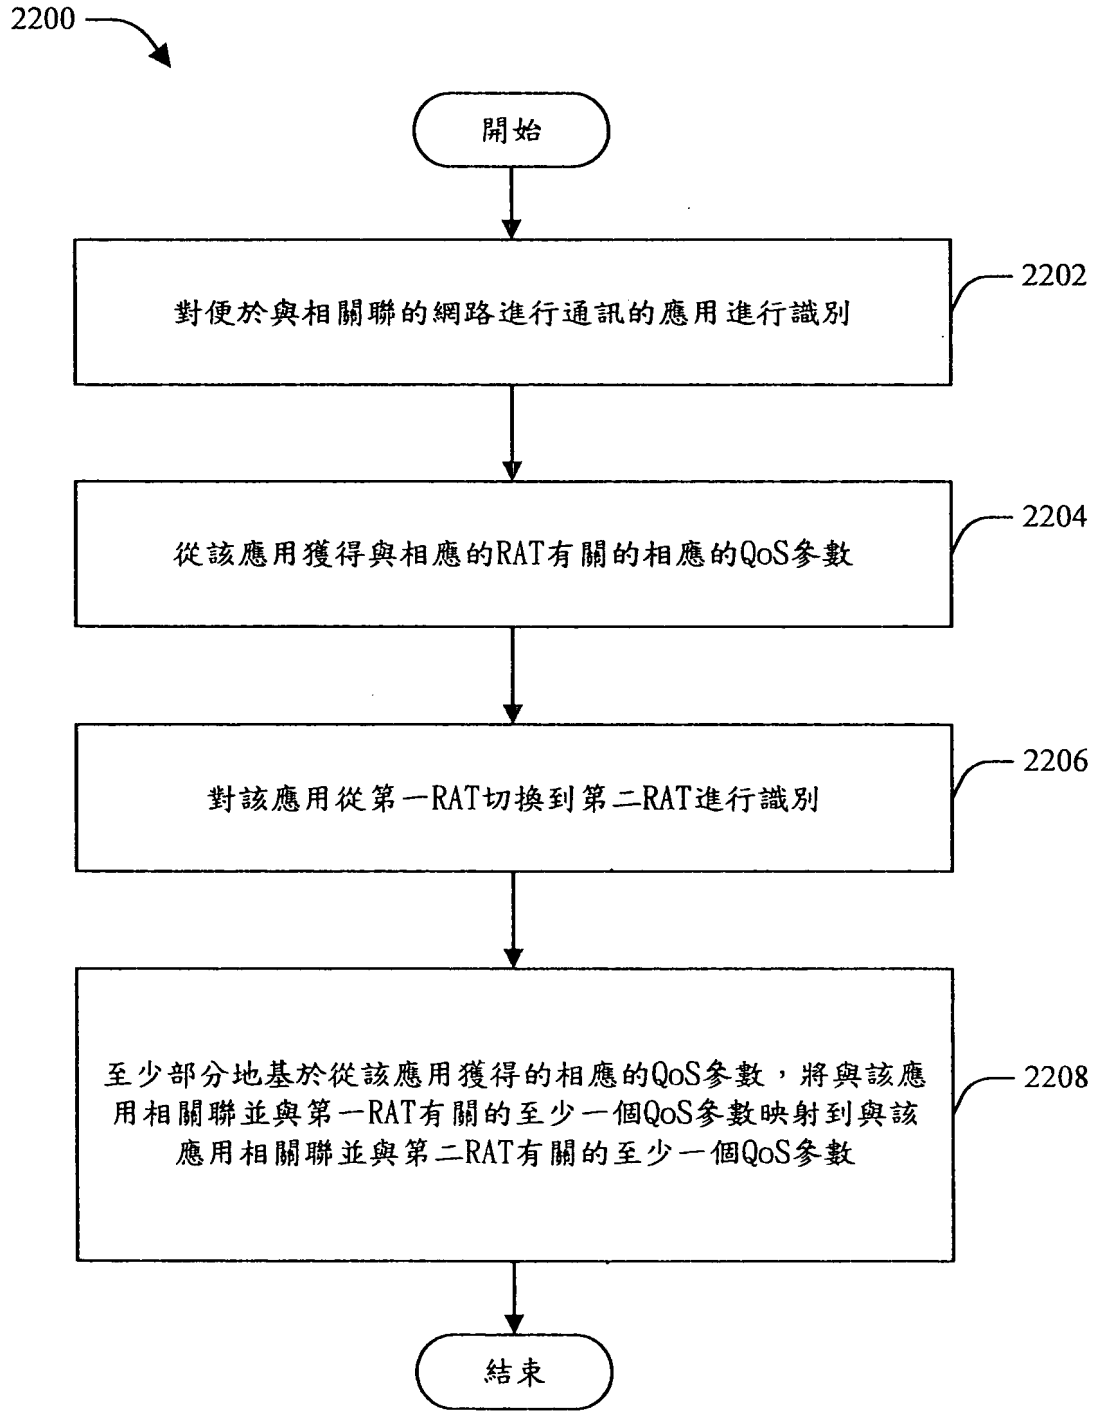 2200
開始
對便於與相關聯的網路進行通訊的應用進行識別
2202
從該應用獲得與相應的RAT有關的相應的QoS參數
2204
對該應用從第一RAT切換到第二RAT進行識別
2206
至少部分地基於從該應用獲得的相應的QoS參數，將與該應
用相關聯並與第一RAT有關的至少一個QoS參數映射到與該
應用相關聯並與第二RAT有關的至少一個QoS參數
2208
結束